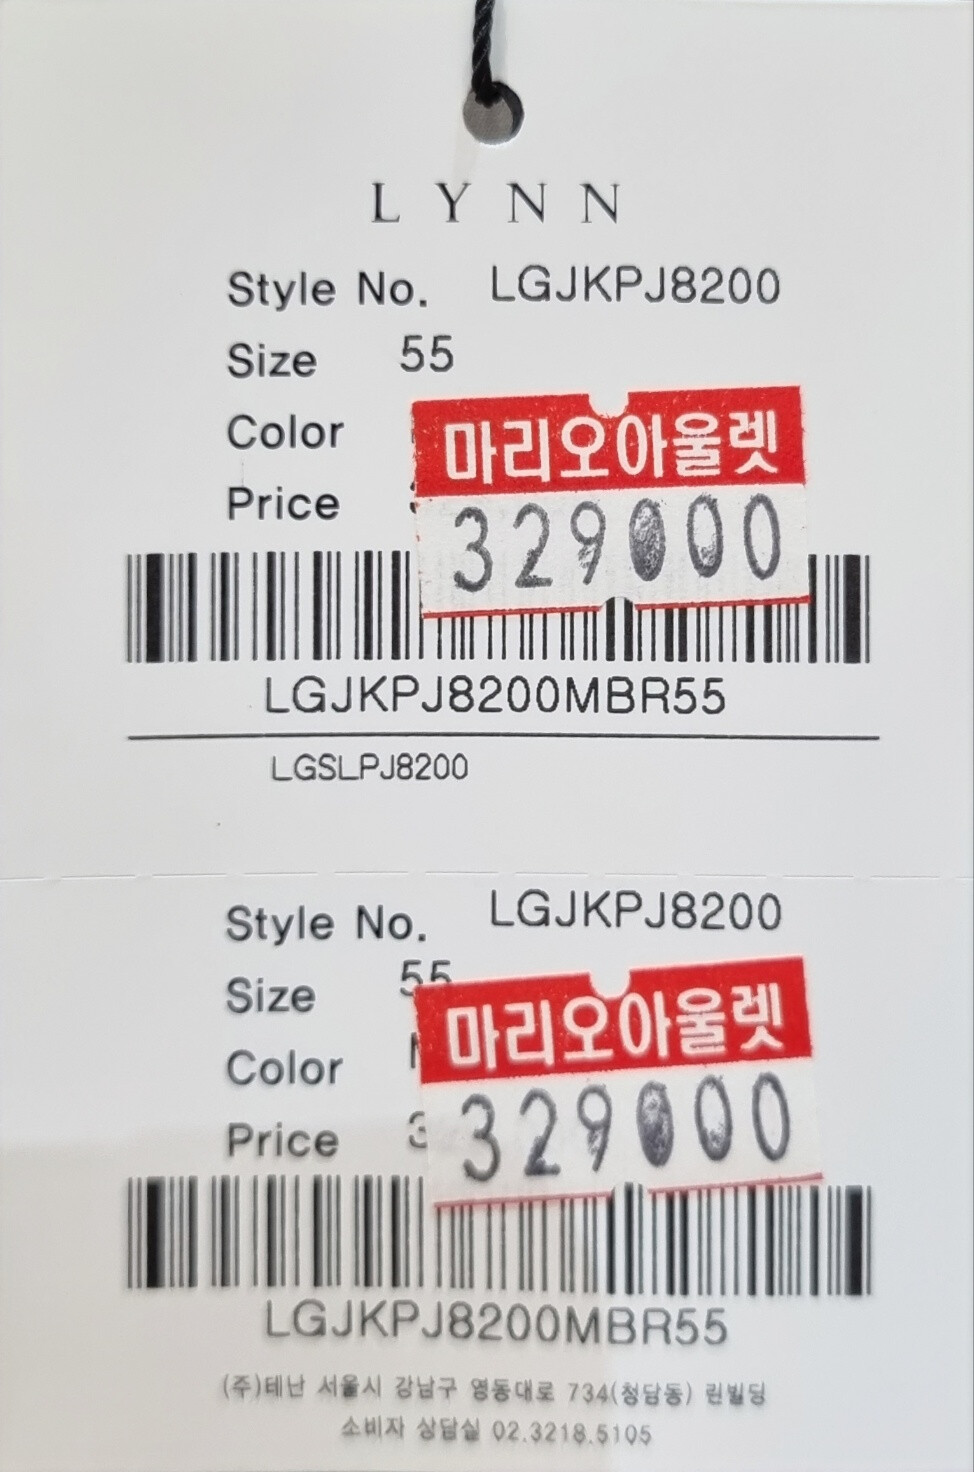 LYNN
Style No. LGJKPJ8200
Size 55
Color
마리오아울렛
Price
329000
LGJKPJ8200MBR55
LGSLPJ8200
Style No. LGJKPJ8200
Size 55
마리오아울렛
Color
Price 3
329000
LGJKPJ8200MBR55
(주)테난 서울시 강남구 영동대로 734(청담동) 린빌딩
소비자 상담실 02.3218.5105